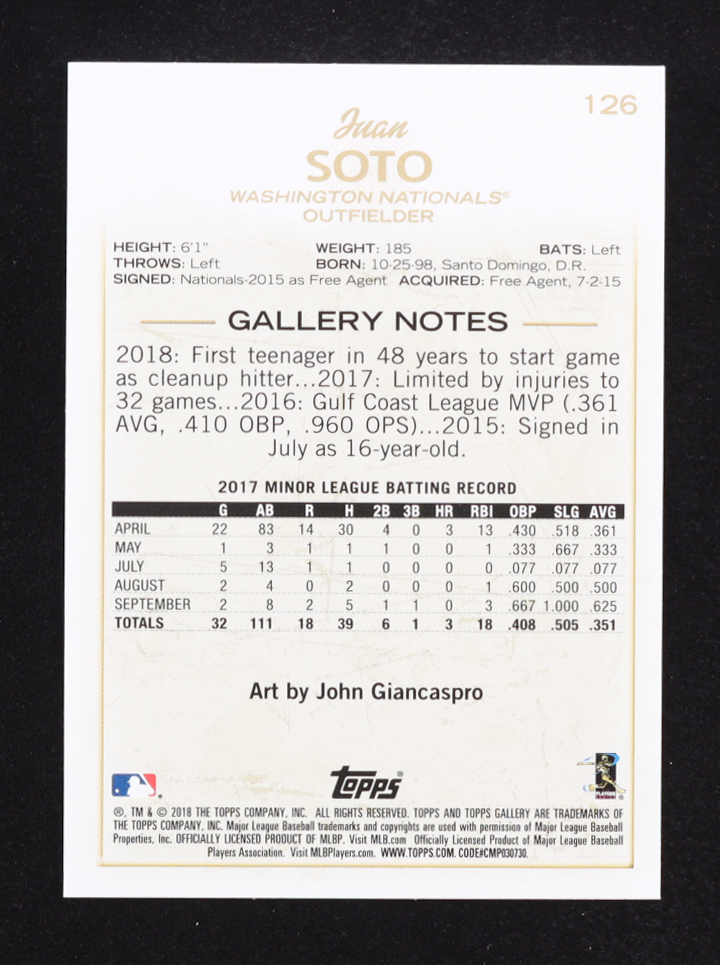 126
Juan
SOTO
WASHINGTON NATIONALS®
OUTFIELDER
HEIGHT: 6'1" WEIGHT: 185 BATS: Left
THROWS: Left BORN: 10-25-98, Santo Domingo, D.R.
SIGNED: Nationals-2015 as Free Agent ACQUIRED: Free Agent, 7-2-15
GALLERY NOTES
2018: First teenager in 48 years to start game
as cleanup hitter...2017: Limited by injuries to
32 games...2016: Gulf Coast League MVP (.361
AVG, .410 OBP, .960 OPS)...2015: Signed in
July as 16-year-old.
2017 MINOR LEAGUE BATTING RECORD
G AB R H 2B 3B HR RBI OBP SLG AVG
APRIL 22 83 14 30 4 0 3 13 .430 .518 .361
MAY 1 3 1 1 1 0 0 1 .333 .667 .333
JULY 5 13 1 1 0 0 0 0 .077 .077 .077
AUGUST 2 4 0 2 0 0 0 1 .600 .500 .500
SEPTEMBER 2 8 2 5 1 1 0 3 .667 1.000 .625
TOTALS 32 111 18 39 6 1 3 18 .408 .505 .351
Art by John Giancaspro
TOPPS®
PLAYERS
®, TM & © 2018 THE TOPPS COMPANY, INC. ALL RIGHTS RESERVED. TOPPS AND TOPPS GALLERY ARE TRADEMARKS OF
THE TOPPS COMPANY, INC. Major League Baseball trademarks and copyrights are used with permission of Major League Baseball
Properties, Inc. OFFICIALLY LICENSED PRODUCT OF MLBP. Visit MLB.com Officially Licensed Product of Major League Baseball
Players Association. Visit MLBPlayers.com. WWW.TOPPS.COM. CODE#CMP030730.